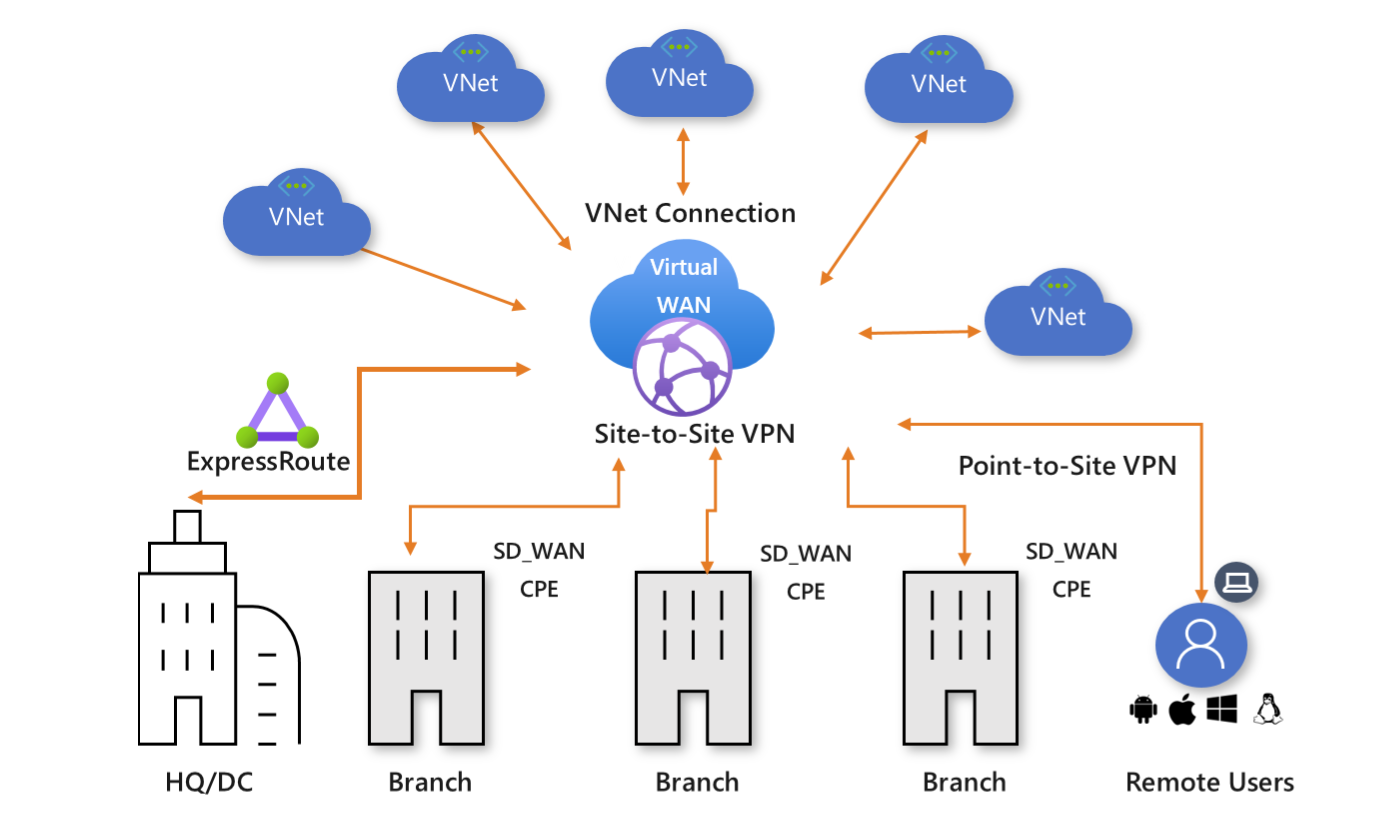 VNet
VNet
VNet
VNet
VNet Connection
Virtual
WAN
VNet
Site-to-Site VPN
ExpressRoute
Point-to-Site VPN
SD_WAN
CPE
SD_WAN
CPE
SD_WAN
CPE
HQ/DC
Branch
Branch
Branch
Remote Users